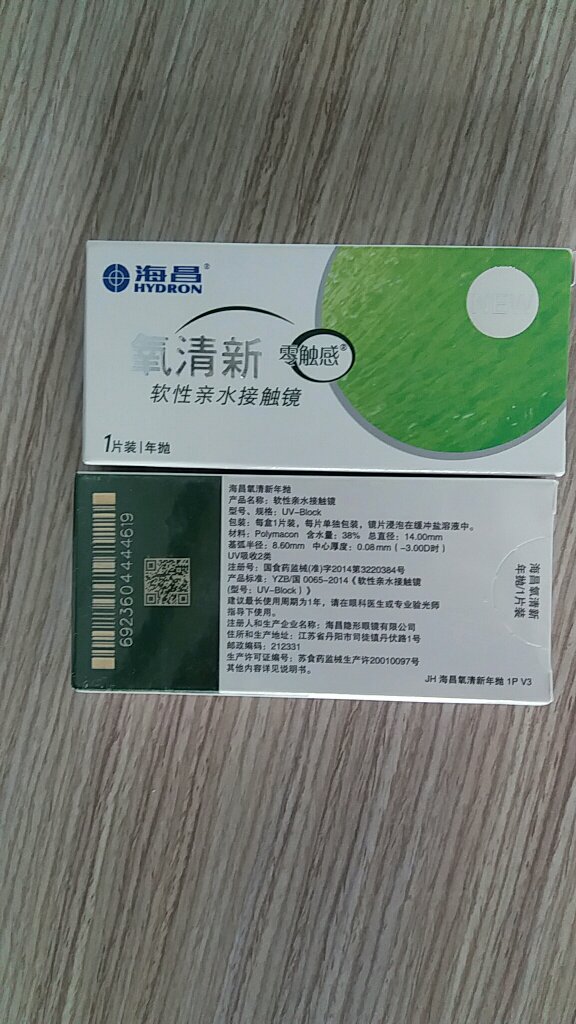 海昌®
HYDRON
NEW
氧清新
零触感®
软性亲水接触镜
1片装|年抛
海昌氧清新年抛
产品名称：软性亲水接触镜
型号、规格：UV-Block
包装：每盒1片装，每片单独包装，镜片浸泡在缓冲盐溶液中。
材料：Polymacon 含水量：38% 总直径：14.00mm
基弧半径：8.60mm 中心厚度：0.08mm（-3.00D时）
UV吸收2类
注册号：国食药监械(准)字2014第3220384号
产品标准：YZB/国 0065-2014《软性亲水接触镜
(型号：UV-Block)》
建议最长使用周期为1年，请在眼科医生或专业验光师
指导下使用。
注册人和生产企业名称：海昌隐形眼镜有限公司
住所和生产地址：江苏省丹阳市司徒镇丹伏路1号
邮政编码：212331
生产许可证编号：苏食药监械生产许20010097号
其他内容详见说明书。
JH 海昌氧清新年抛 1P V3
海昌氧清新
年抛/1片装
6923604444619